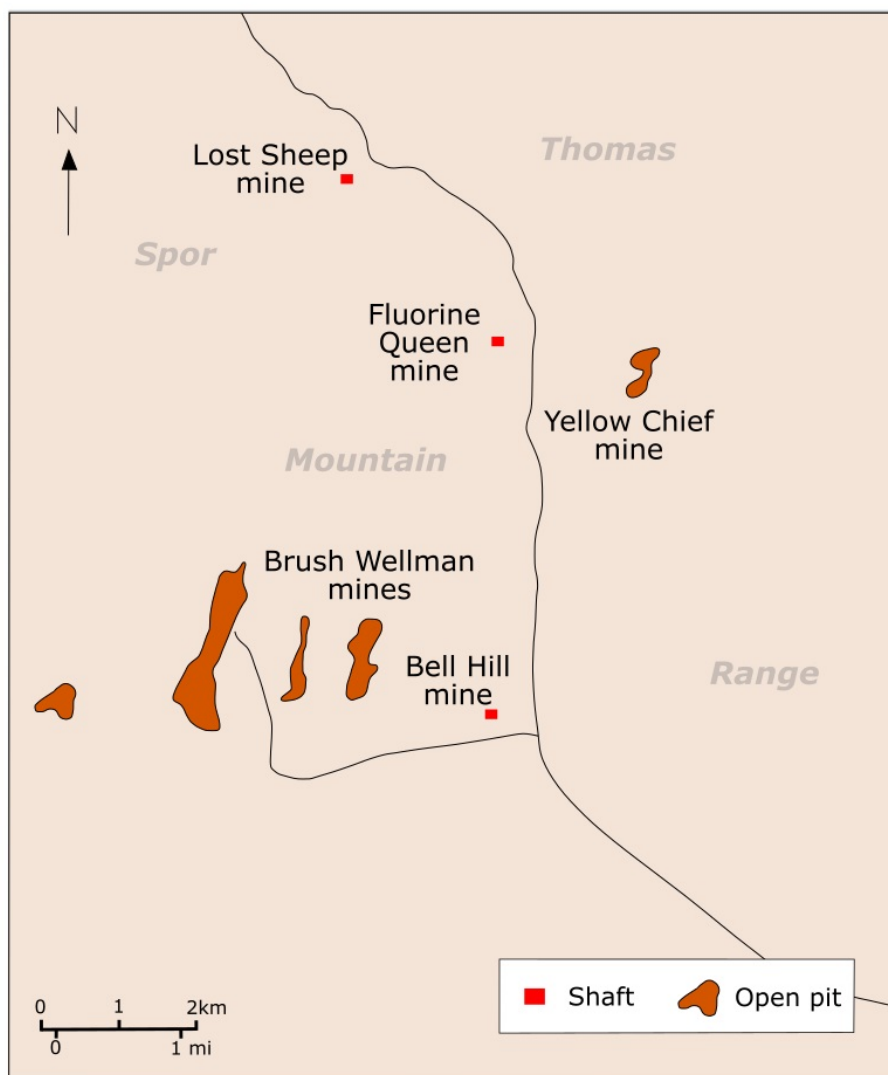 N
Lost Sheep
mine
Thomas
Spor
Fluorine
Queen
mine
Yellow Chief
mine
Mountain
Brush Wellman
mines
Bell Hill
mine
Range
0 1 2km
0 1 mi
Shaft
Open pit